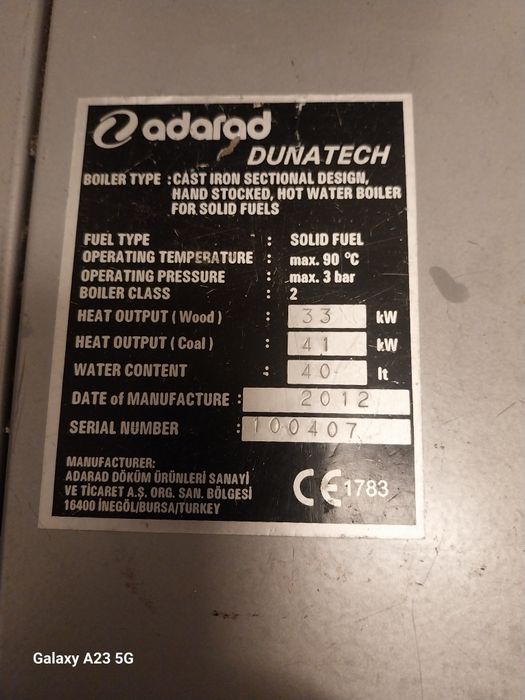 adarad
DUNATECH
BOILER TYPE : CAST IRON SECTIONAL DESIGN,
HAND STOCKED, HOT WATER BOILER
FOR SOLID FUELS
FUEL TYPE : SOLID FUEL
OPERATING TEMPERATURE : max. 90 °C
OPERATING PRESSURE : max. 3 bar
BOILER CLASS : 2
HEAT OUTPUT ( Wood ) : 33 kW
HEAT OUTPUT ( Coal ) : 41 kW
WATER CONTENT : 40 lt
DATE of MANUFACTURE : 2012
SERIAL NUMBER : 100407
MANUFACTURER:
ADARAD DÖKÜM ÜRÜNLERİ SANAYİ
VE TİCARET A.Ş. ORG. SAN. BÖLGESİ
16400 İNEGÖL/BURSA/TURKEY
CE 1783
Galaxy A23 5G